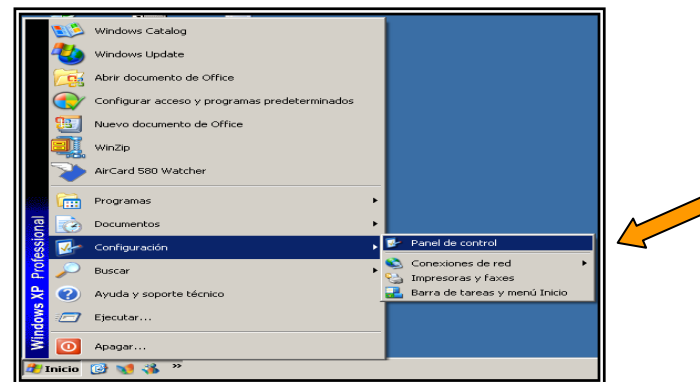 Windows Catalog
Windows Update
Abrir documento de Office
Configurar acceso y programas predeterminados
Nuevo documento de Office
WinZip
AirCard 580 Watcher
Programas
Documentos
Configuración
Buscar
Ayuda y soporte técnico
Ejecutar...
Apagar...
Windows XP Professional
Panel de control
Conexiones de red
Impresoras y faxes
Barra de tareas y menú Inicio
Inicio